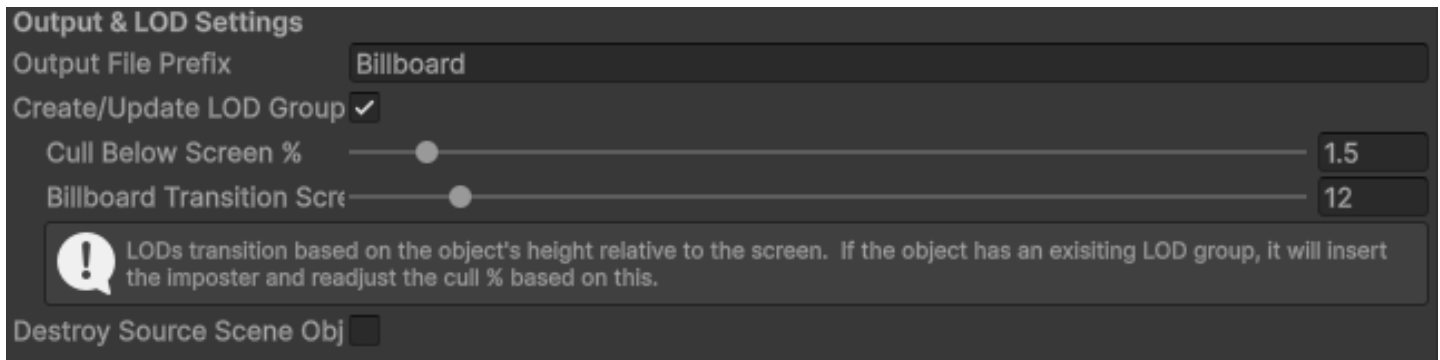 Output & LOD Settings
Output File Prefix Billboard
Create/Update LOD Group
Cull Below Screen % 1.5
Billboard Transition Scre 12
LODs transition based on the object's height relative to the screen.  If the object has an exisiting LOD group, it will insert
the imposter and readjust the cull % based on this.
Destroy Source Scene Obj